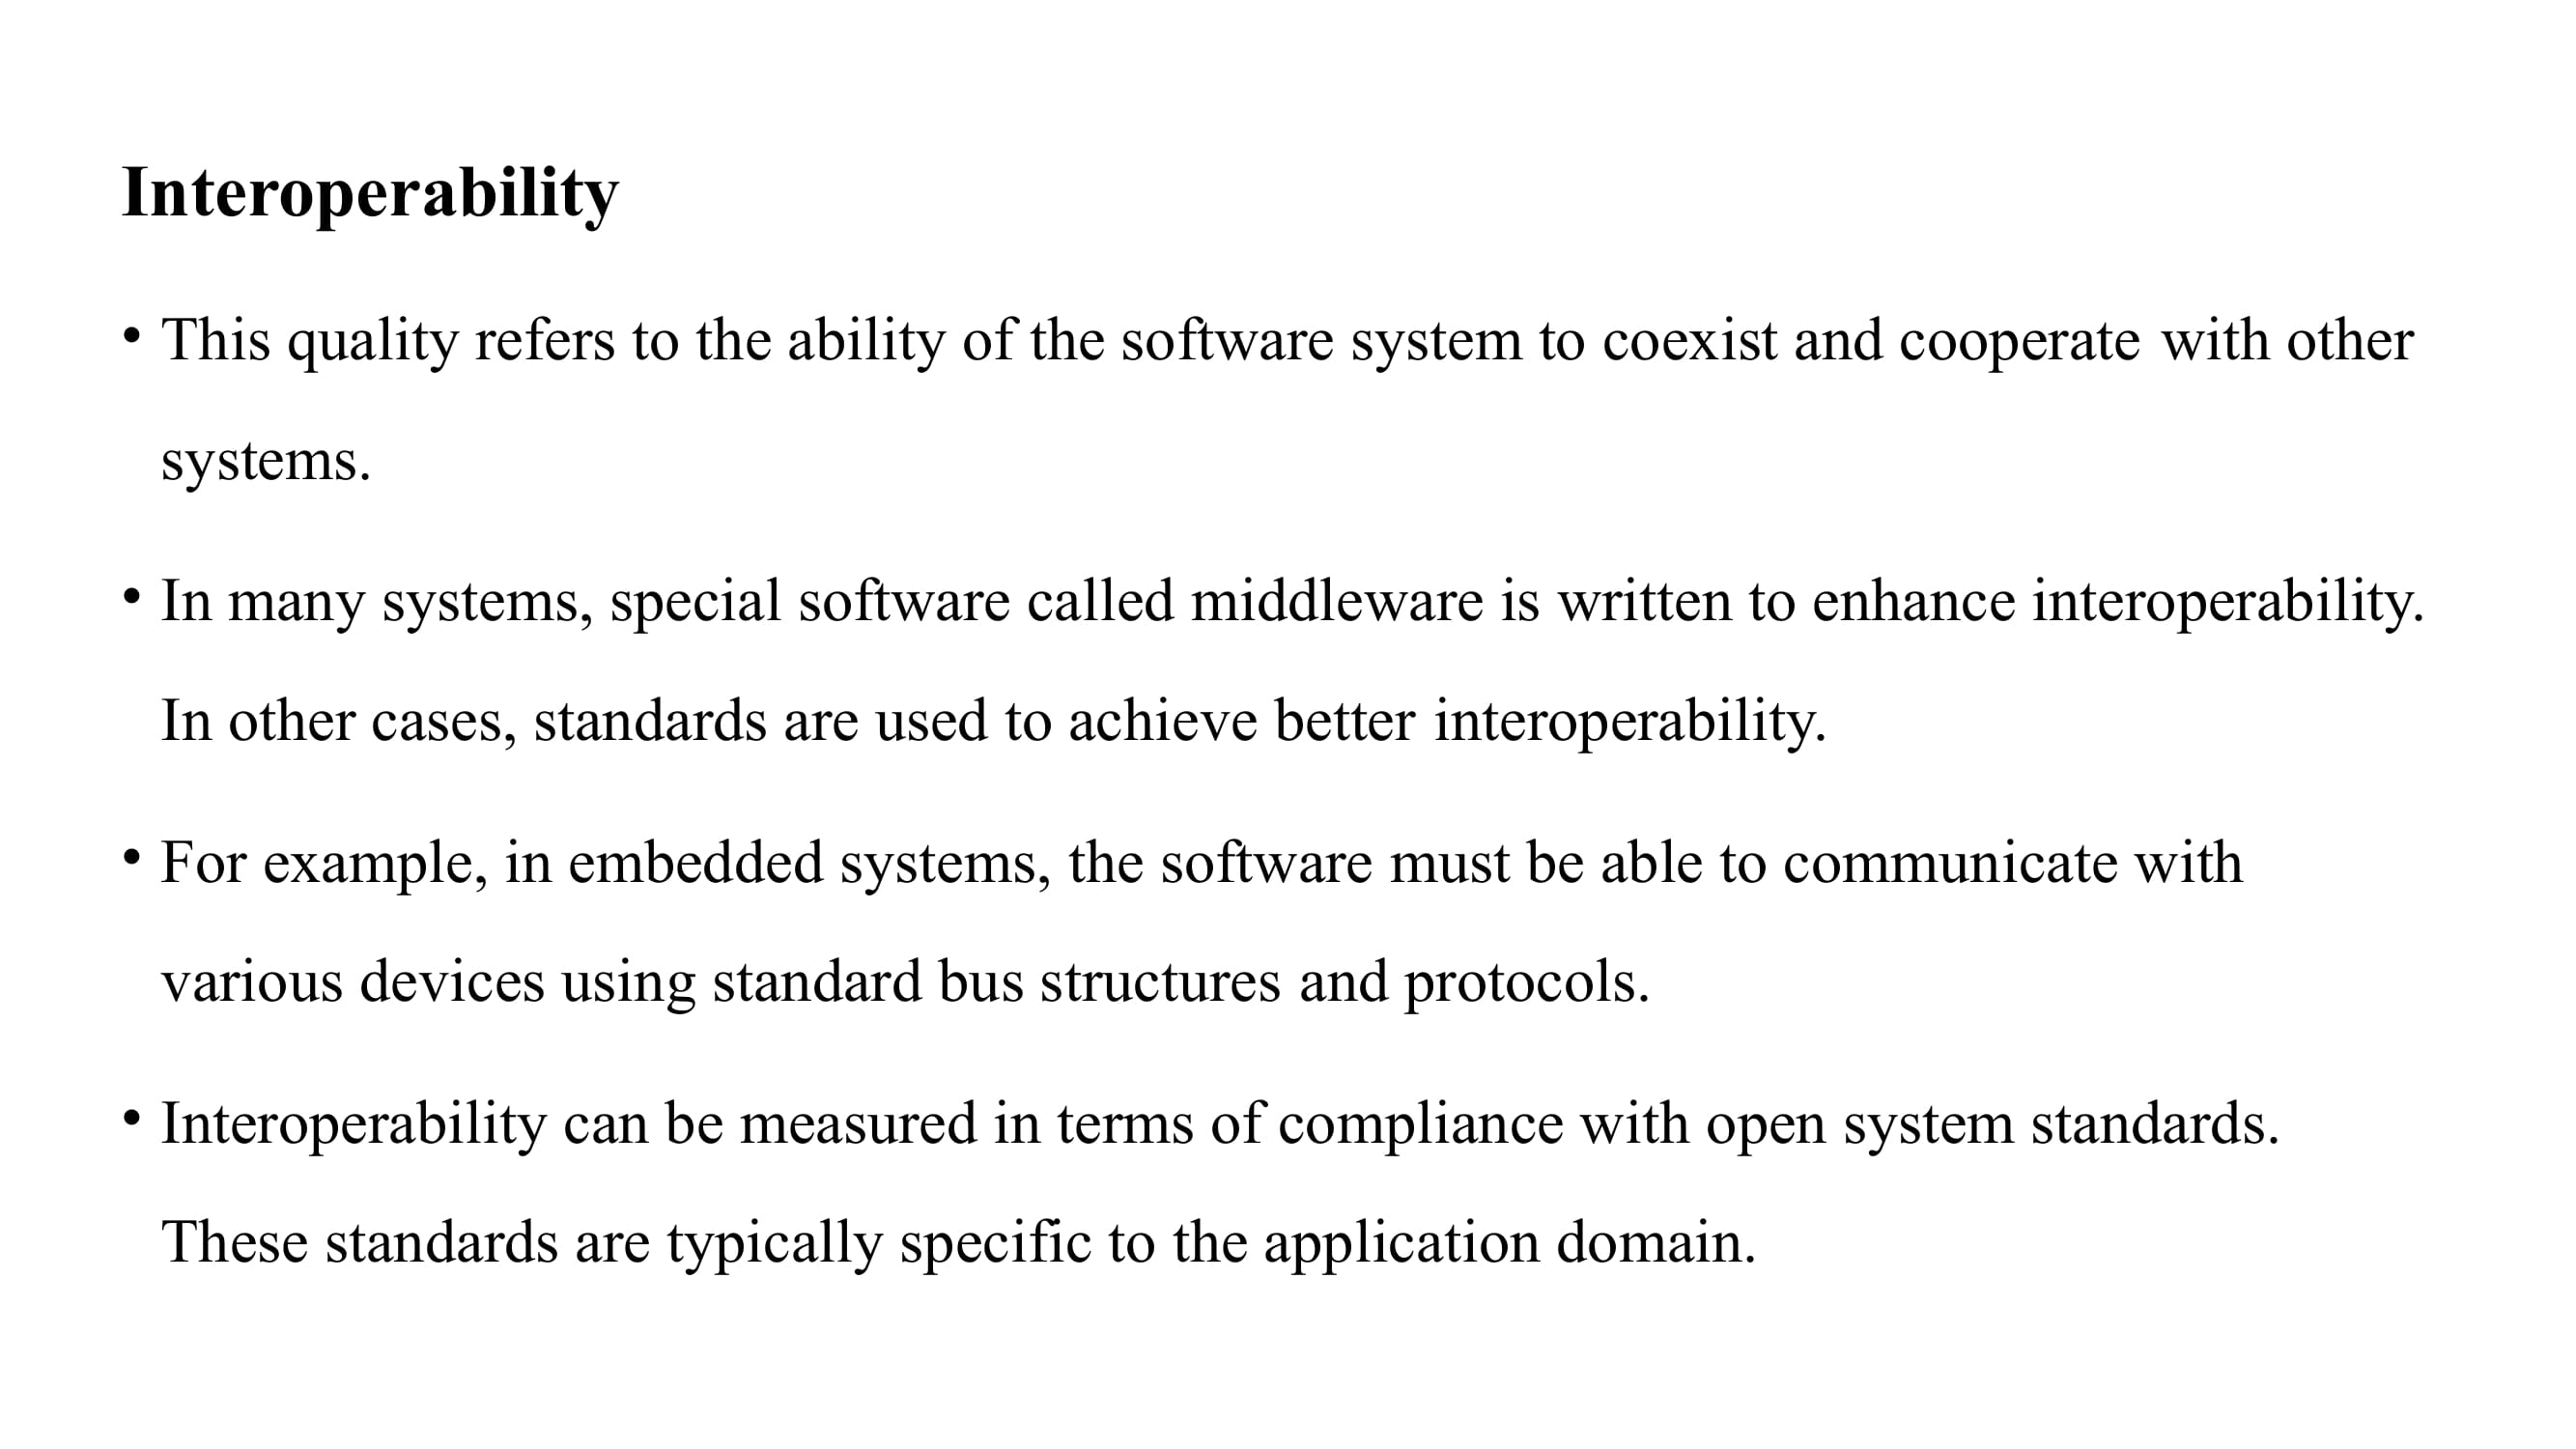 Interoperability
• This quality refers to the ability of the software system to coexist and cooperate with other
systems.
• In many systems, special software called middleware is written to enhance interoperability.
In other cases, standards are used to achieve better interoperability.
• For example, in embedded systems, the software must be able to communicate with
various devices using standard bus structures and protocols.
• Interoperability can be measured in terms of compliance with open system standards.
These standards are typically specific to the application domain.